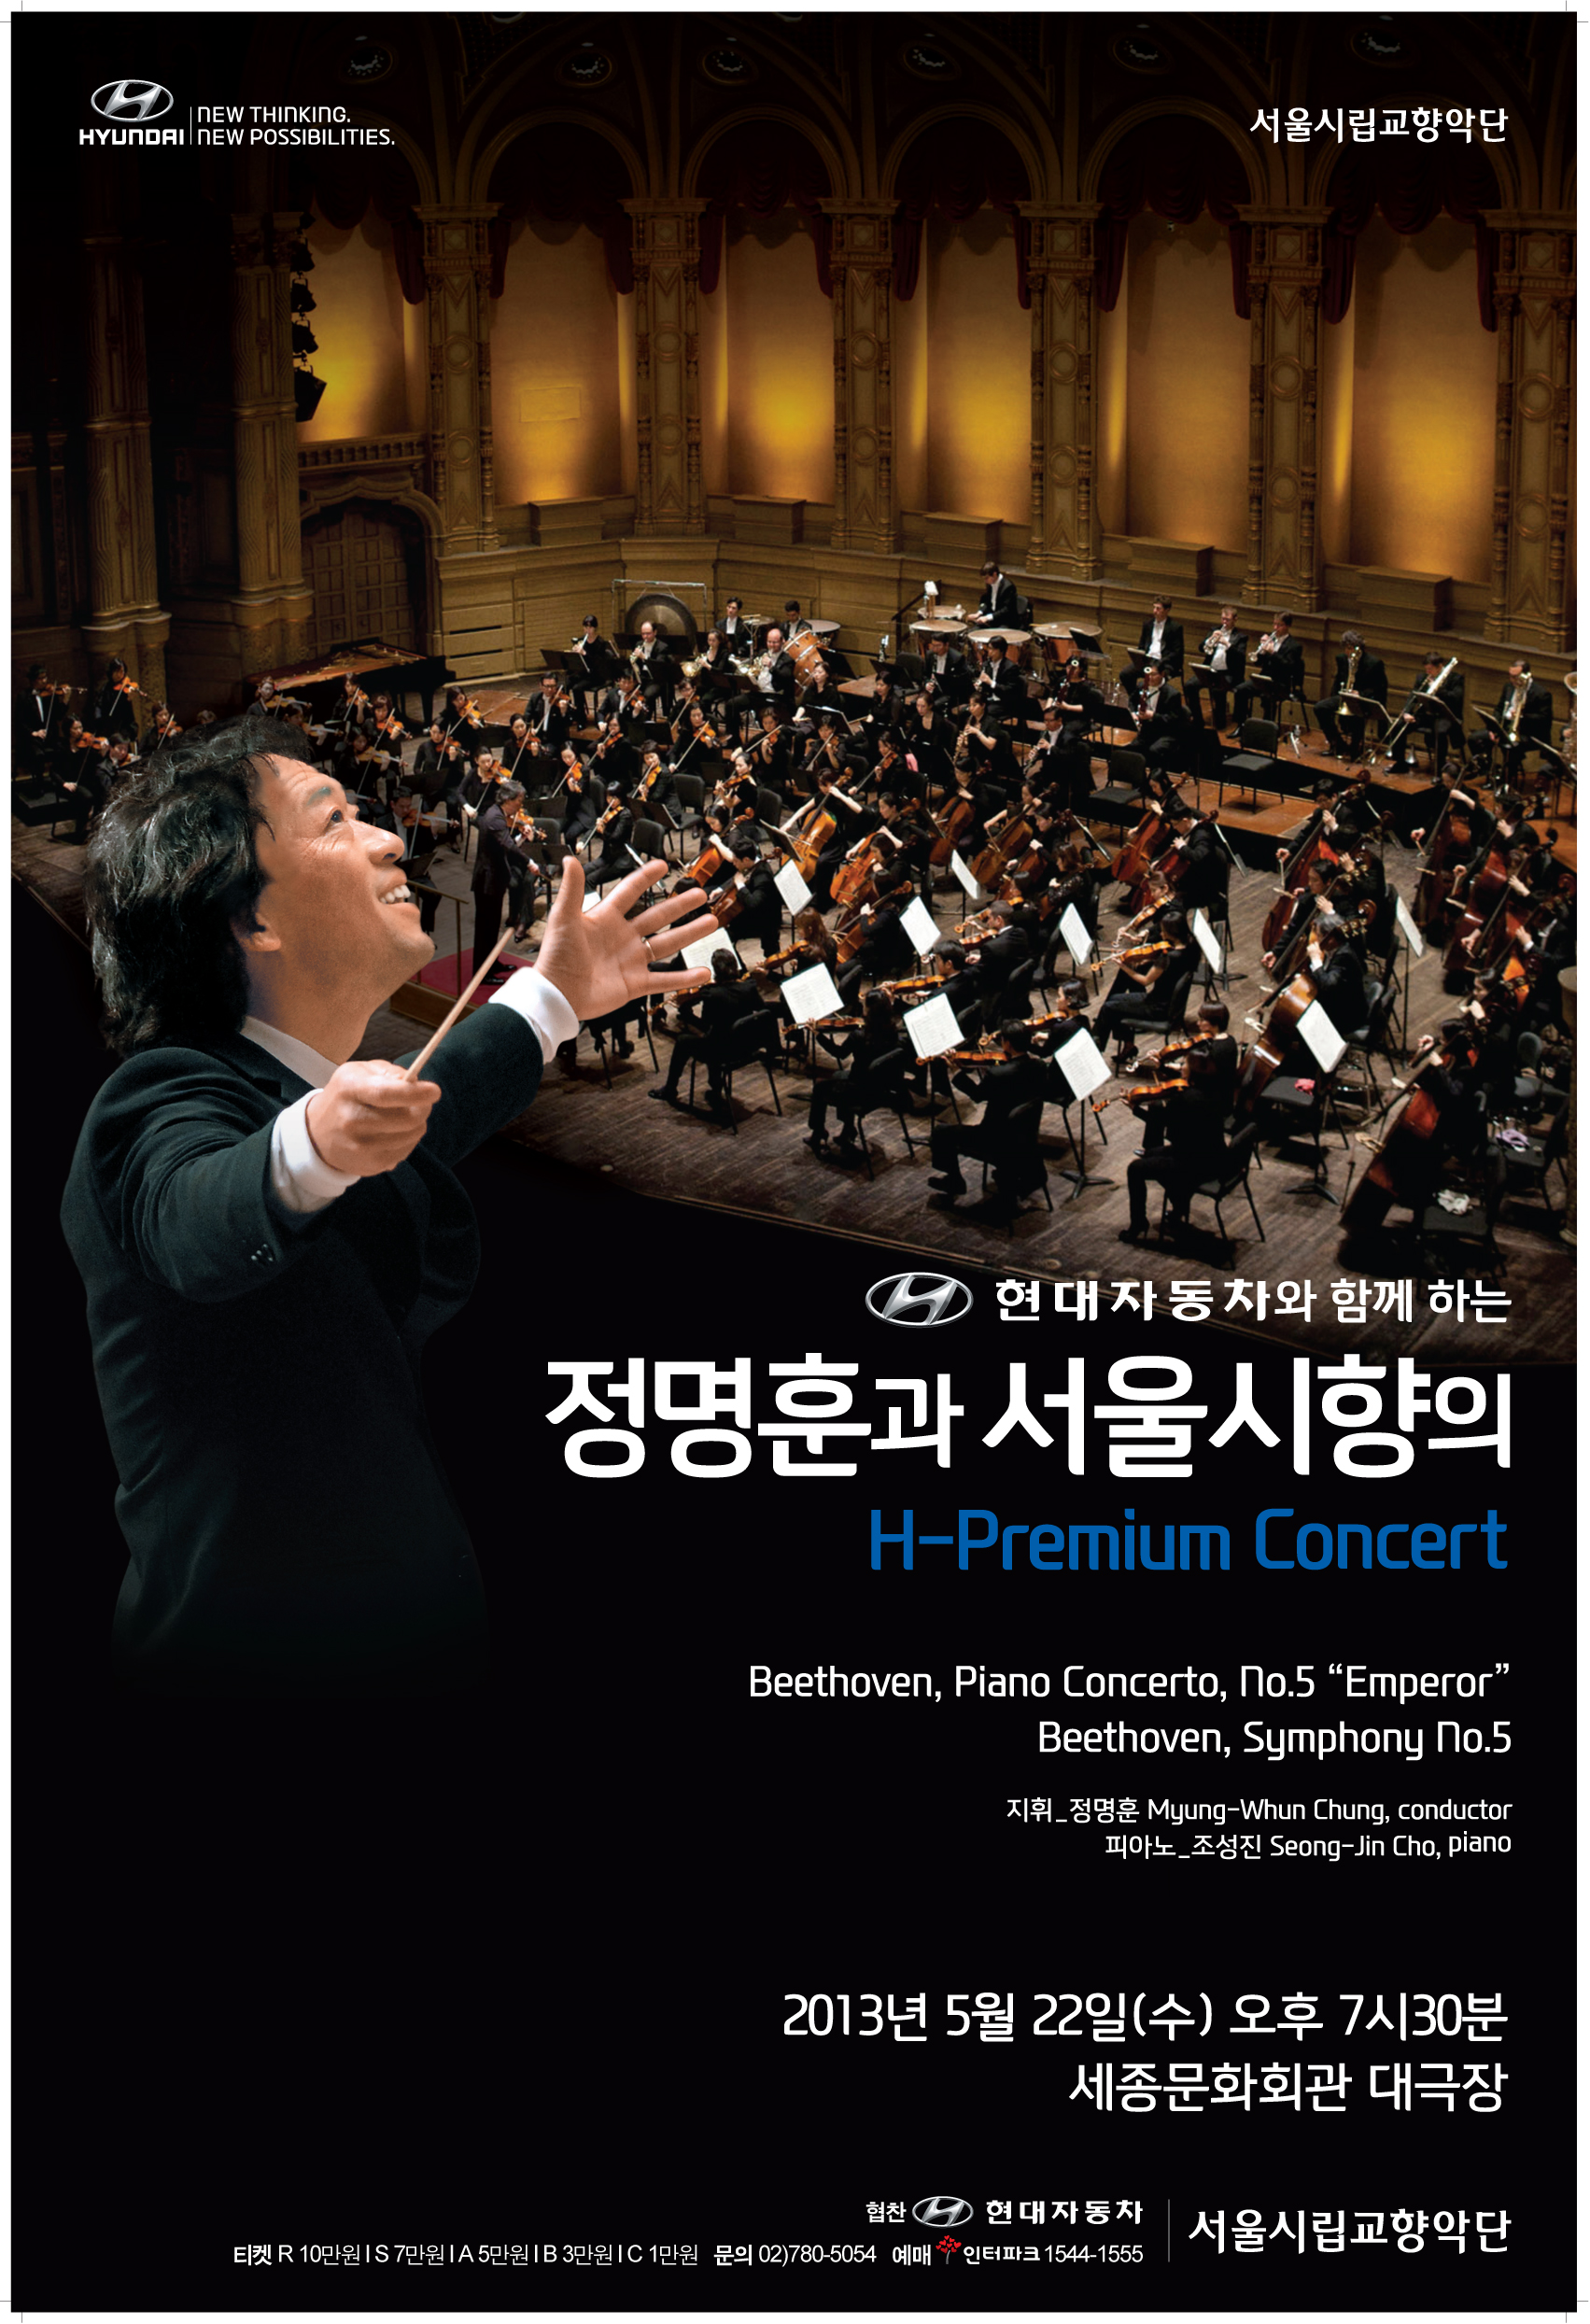 HYUNDAI
NEW THINKING.
NEW POSSIBILITIES.
서울시립교향악단
현대자동차와 함께 하는
정명훈과 서울시향의
H-Premium Concert
Beethoven, Piano Concerto, No.5 “Emperor”
Beethoven, Symphony No.5
지휘_정명훈 Myung-Whun Chung, conductor
피아노_조성진 Seong-Jin Cho, piano
2013년 5월 22일(수) 오후 7시30분
세종문화회관 대극장
협찬 현대자동차
티켓 R 10만원 I S 7만원 I A 5만원 I B 3만원 I C 1만원 문의 02)780-5054 예매 인터파크 1544-1555
서울시립교향악단